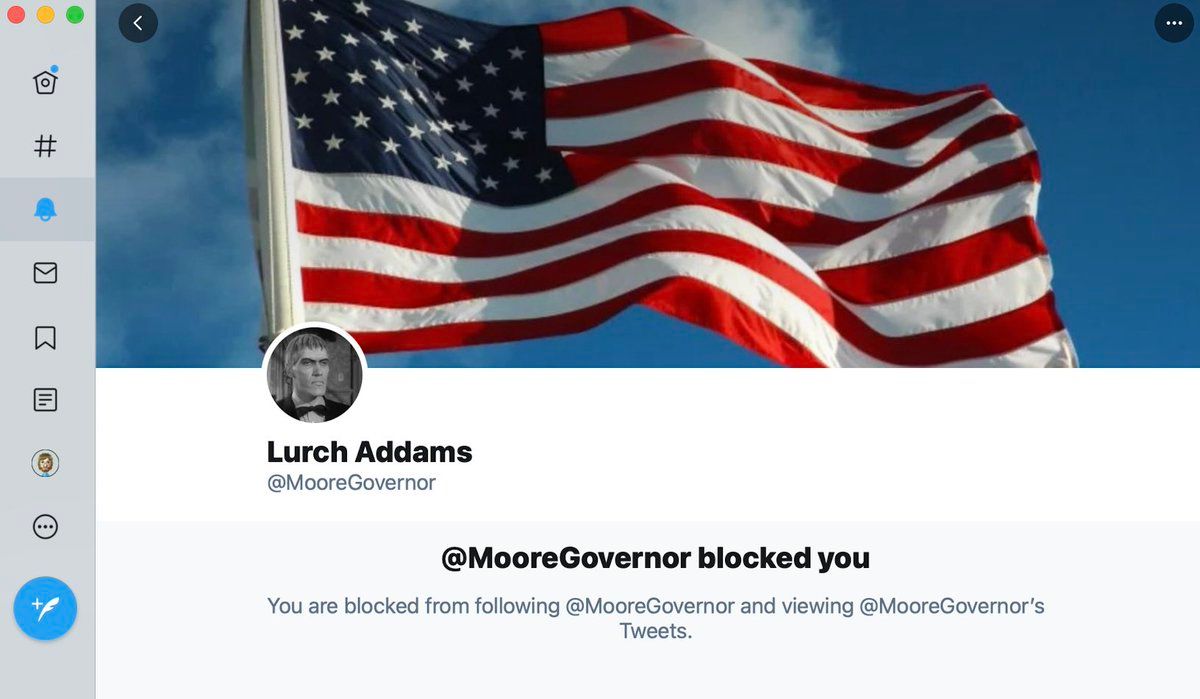 Lurch Addams
@MooreGovernor
@MooreGovernor blocked you
You are blocked from following @MooreGovernor and viewing @MooreGovernor’s
Tweets.